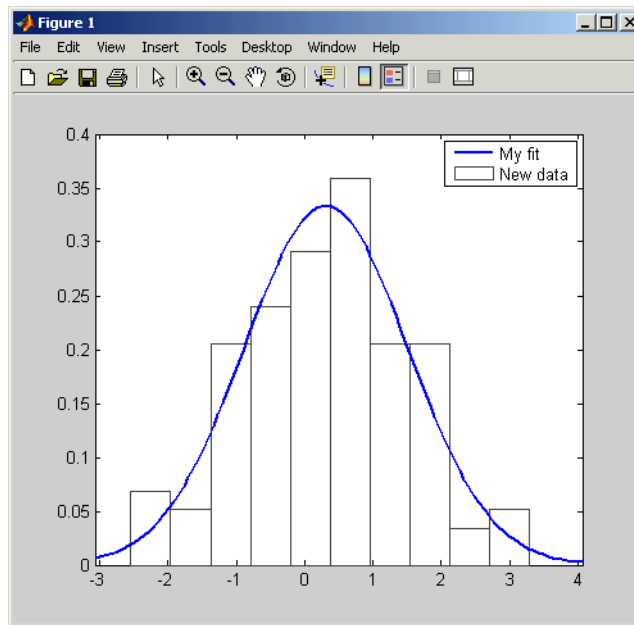 Figure 1
File Edit View Insert Tools Desktop Window Help
My fit
New data
0.4
0.35
0.3
0.25
0.2
0.15
0.1
0.05
0
-3 -2 -1 0 1 2 3 4